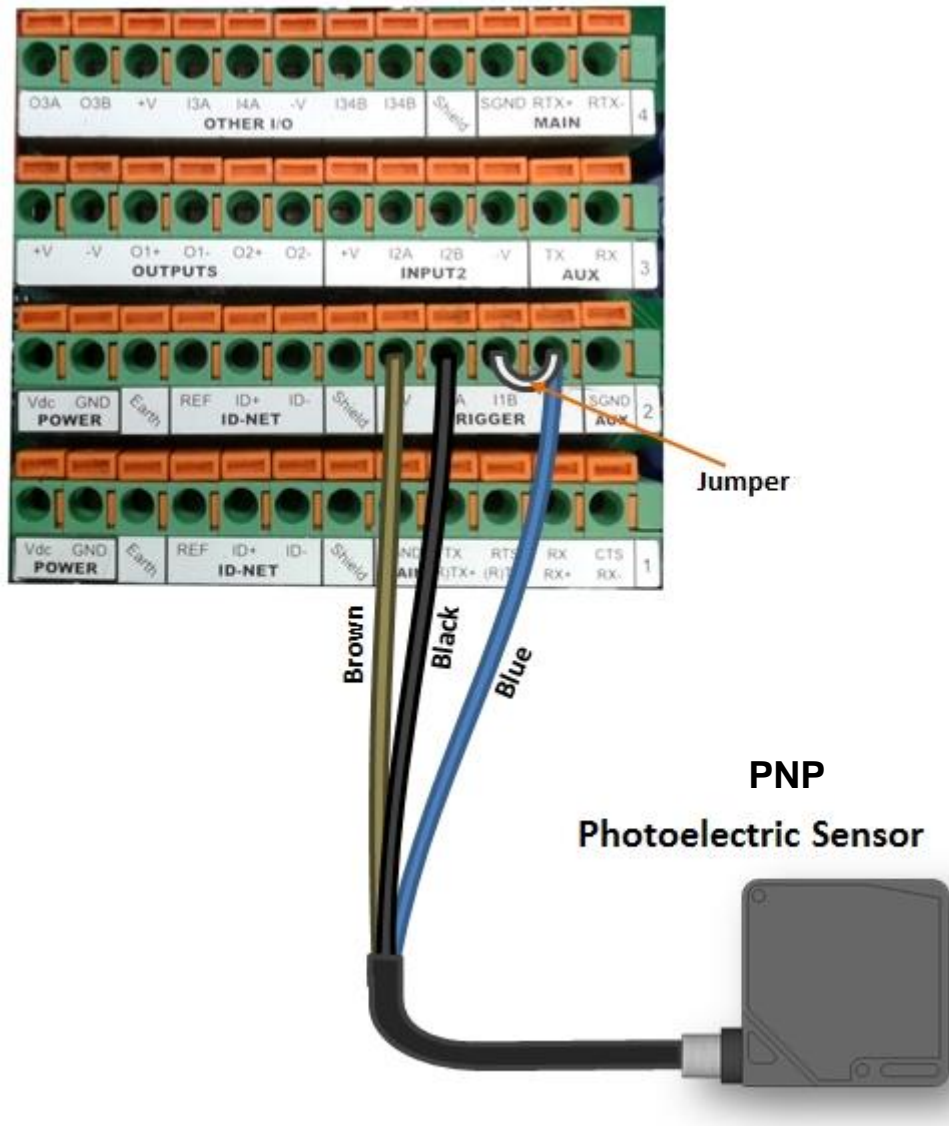 O3A O3B +V I3A I4A -V I34B I34B Shield SGND RTX+ RTX-
OTHER I/O MAIN 4
+V -V O1+ O1- O2+ O2- +V I2A I2B -V TX RX
OUTPUTS INPUT2 AUX 3
Vdc GND Earth REF ID+ ID- Shield I1B SGND
POWER ID-NET AUX 2
Jumper
Vdc GND Earth REF ID+ ID- Shield TX RTS RX CTS
POWER ID-NET RX+ RX- 1
Brown
Black
Blue
PNP
Photoelectric Sensor